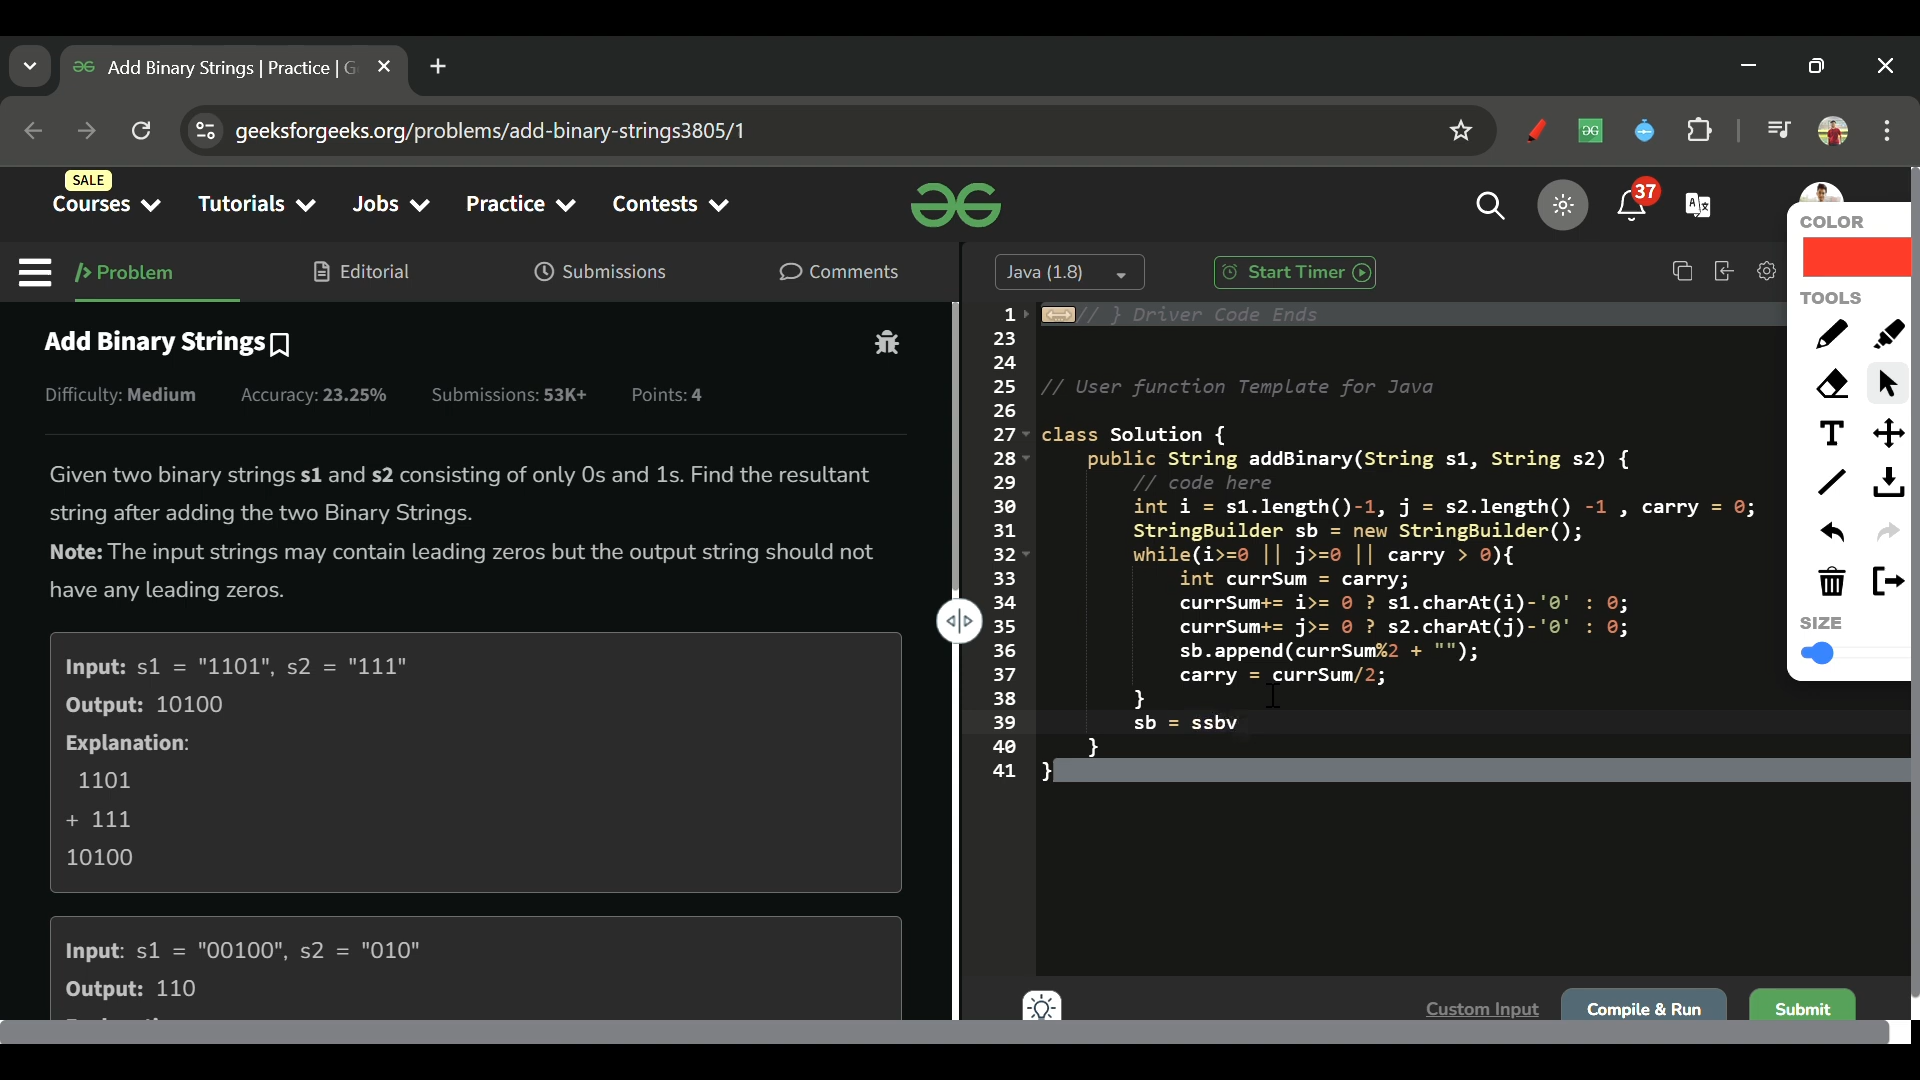 Add Binary Strings | Practice | G
geeksforgeeks.org/problems/add-binary-strings3805/1
SALE
Courses
Tutorials
Jobs
Practice
Contests
37
COLOR
TOOLS
SIZE
Problem
Editorial
Submissions
Comments
Add Binary Strings
Difficulty: Medium Accuracy: 23.25% Submissions: 53K+ Points: 4
Given two binary strings s1 and s2 consisting of only 0s and 1s. Find the resultant
string after adding the two Binary Strings.
Note: The input strings may contain leading zeros but the output string should not
have any leading zeros.
Input: s1 = "1101", s2 = "111"
Output: 10100
Explanation:
1101
+ 111
10100
Input: s1 = "00100", s2 = "010"
Output: 110
Java (1.8)
Start Timer
1 // } Driver Code Ends
23
24
25 // User function Template for Java
26
27 class Solution {
28 public String addBinary(String s1, String s2) {
29 // code here
30 int i = s1.length()-1, j = s2.length() -1 , carry = 0;
31 StringBuilder sb = new StringBuilder();
32 while(i>=0 || j>=0 || carry > 0){
33 int currSum = carry;
34 currSum+= i>= 0 ? s1.charAt(i)-'0' : 0;
35 currSum+= j>= 0 ? s2.charAt(j)-'0' : 0;
36 sb.append(currSum%2 + "");
37 carry = currSum/2;
38 }
39 sb = ssbv
40 }
41 }
Custom Input
Compile & Run
Submit